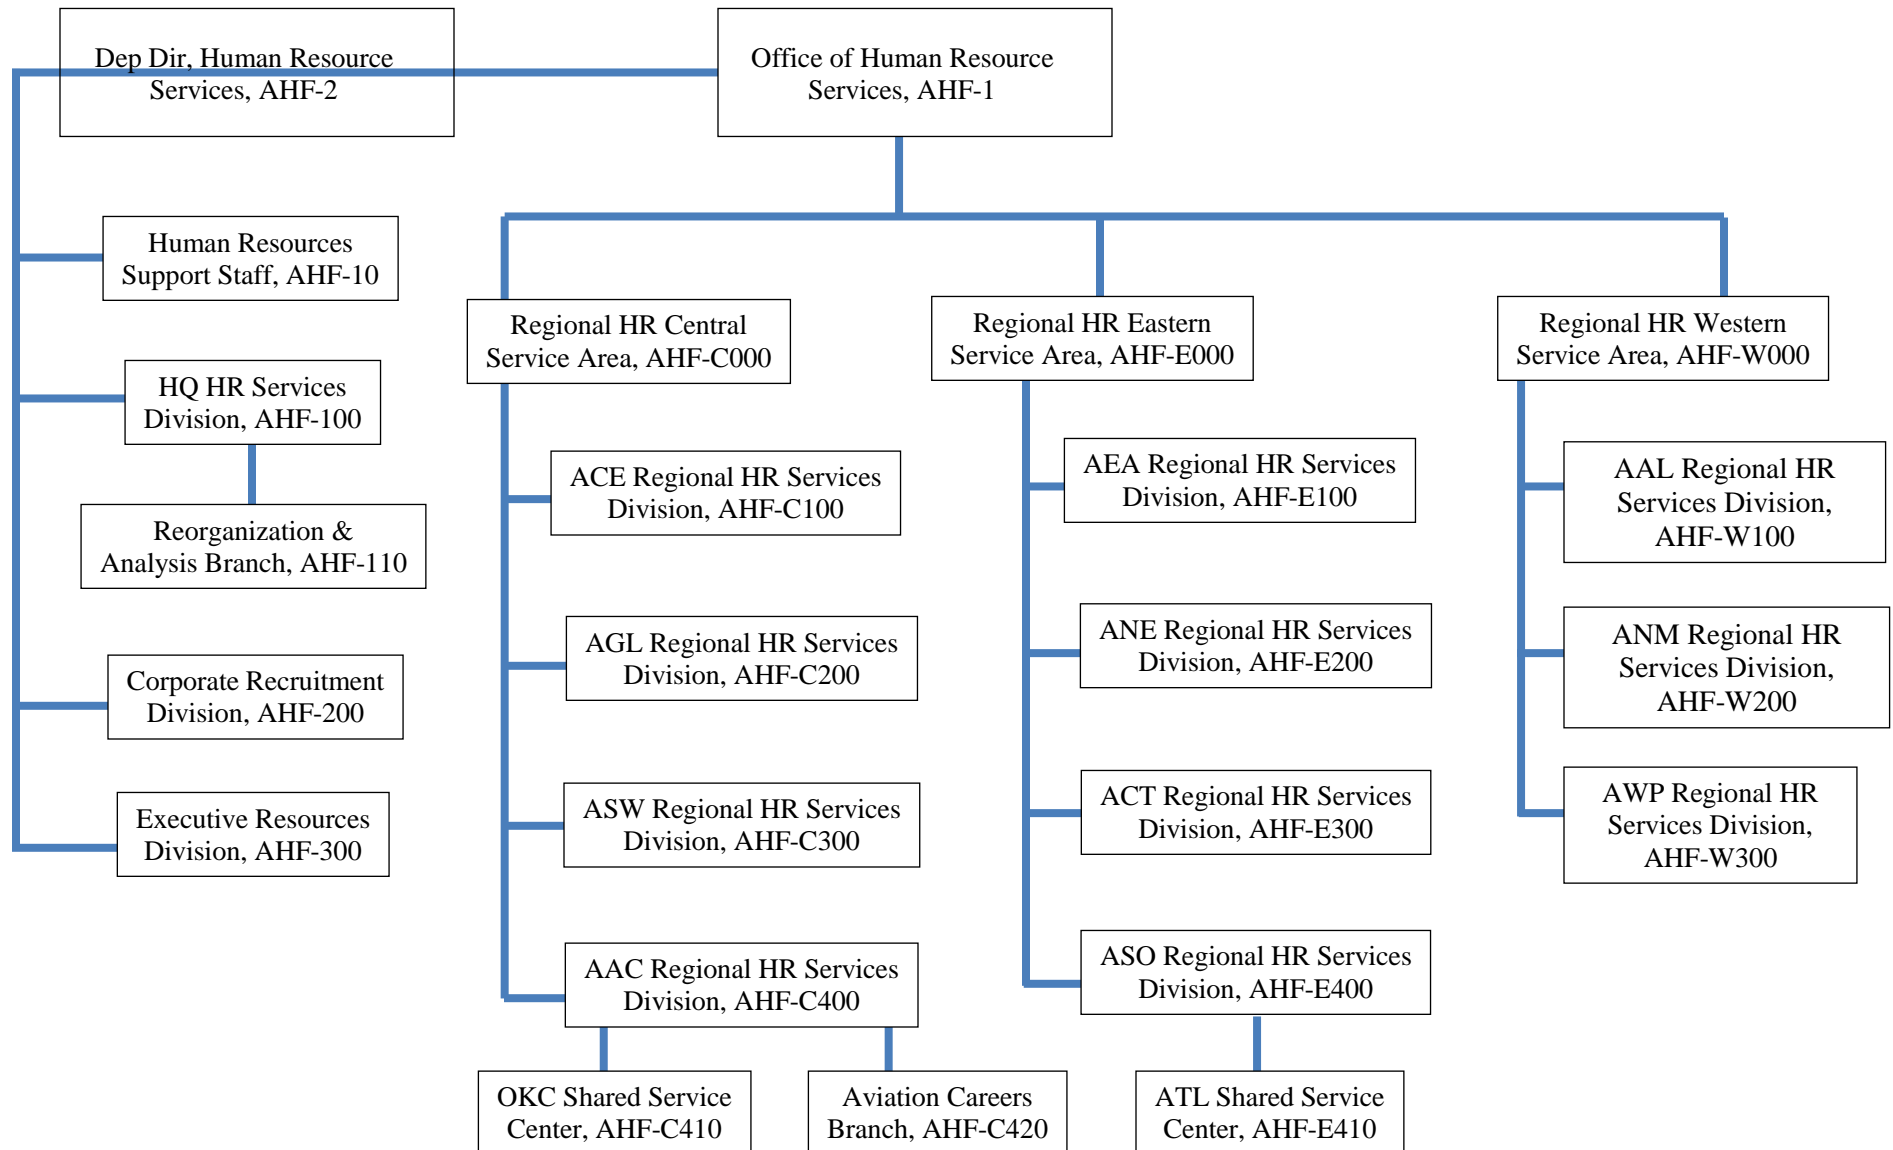 Dep Dir, Human Resource
Services, AHF-2
Office of Human Resource
Services, AHF-1
Human Resources
Support Staff, AHF-10
HQ HR Services
Division, AHF-100
Reorganization &
Analysis Branch, AHF-110
Corporate Recruitment
Division, AHF-200
Executive Resources
Division, AHF-300
Regional HR Central
Service Area, AHF-C000
ACE Regional HR Services
Division, AHF-C100
AGL Regional HR Services
Division, AHF-C200
ASW Regional HR Services
Division, AHF-C300
AAC Regional HR Services
Division, AHF-C400
OKC Shared Service
Center, AHF-C410
Aviation Careers
Branch, AHF-C420
Regional HR Eastern
Service Area, AHF-E000
AEA Regional HR Services
Division, AHF-E100
ANE Regional HR Services
Division, AHF-E200
ACT Regional HR Services
Division, AHF-E300
ASO Regional HR Services
Division, AHF-E400
ATL Shared Service
Center, AHF-E410
Regional HR Western
Service Area, AHF-W000
AAL Regional HR
Services Division,
AHF-W100
ANM Regional HR
Services Division,
AHF-W200
AWP Regional HR
Services Division,
AHF-W300